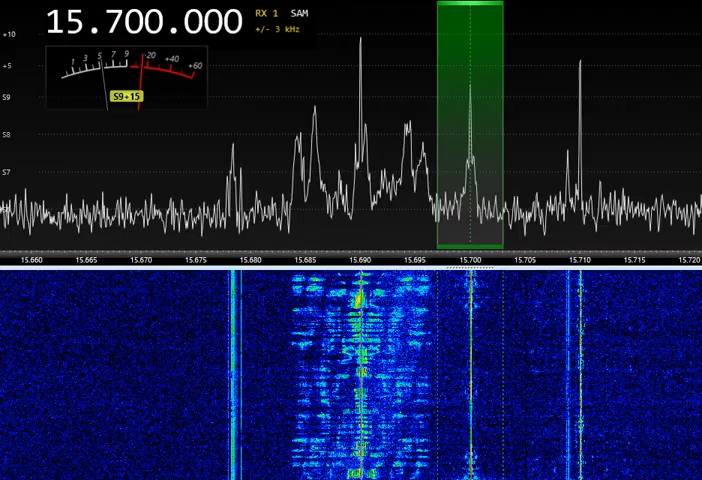 15.700.000 RX 1 SAM
+/- 3 kHz
1 3 5 7 9 -20 +40 +60
S9+15
+10
+5
S9
S8
S7
15.660 15.665 15.670 15.675 15.680 15.685 15.690 15.695 15.700 15.705 15.710 15.715 15.720